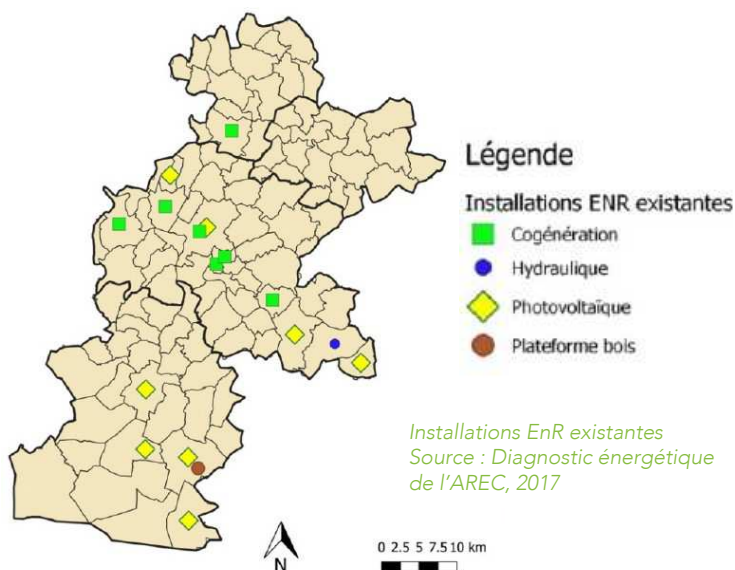 Légende
Installations ENR existantes
Cogénération
Hydraulique
Photovoltaïque
Plateforme bois
Installations EnR existantes
Source : Diagnostic énergétique
de l'AREC, 2017
N
0 2.5 5 7.5 10 km